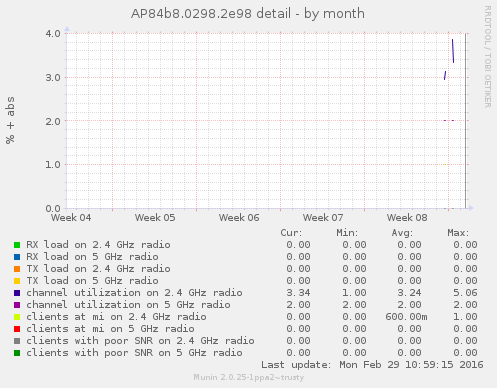 AP84b8.0298.2e98 detail - by month
RRDTOOL / TOBI OETIKER
% + abs
4.0
3.0
2.0
1.0
0.0
Week 04 Week 05 Week 06 Week 07 Week 08
Cur: Min: Avg: Max:
RX load on 2.4 GHz radio 0.00 0.00 0.00 0.00
RX load on 5 GHz radio 0.00 0.00 0.00 0.00
TX load on 2.4 GHz radio 0.00 0.00 0.00 0.00
TX load on 5 GHz radio 0.00 0.00 0.00 0.00
channel utilization on 2.4 GHz radio 3.34 1.00 3.24 5.06
channel utilization on 5 GHz radio 2.00 2.00 2.00 2.00
clients at mi on 2.4 GHz radio 0.00 0.00 600.00m 1.00
clients at mi on 5 GHz radio 0.00 0.00 0.00 0.00
clients with poor SNR on 2.4 GHz radio 0.00 0.00 0.00 0.00
clients with poor SNR on 5 GHz radio 0.00 0.00 0.00 0.00
Last update: Mon Feb 29 10:59:15 2016
Munin 2.0.25-1ppa2~trusty